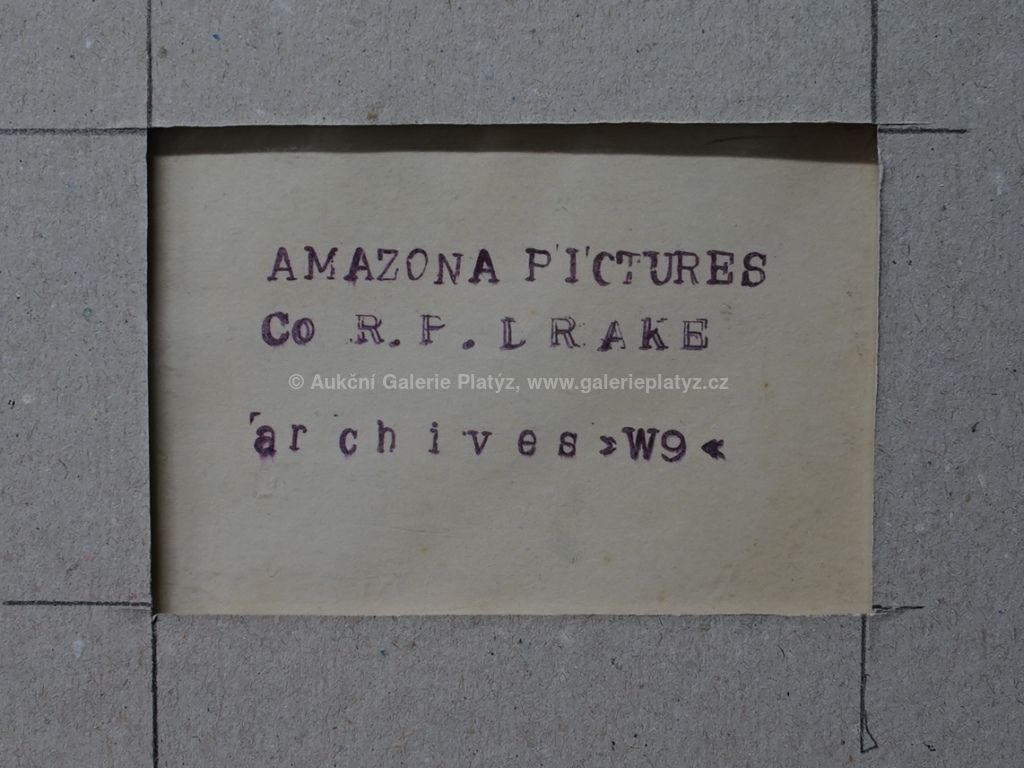 AMAZONA PICTURES
Co R.P.DRAKE
© Aukční Galerie Platýz, www.galerieplatyz.cz
archives »W9«